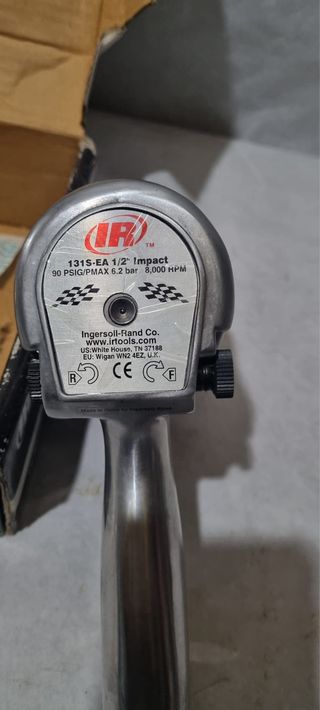 IR
TM
131S-EA 1/2" Impact
90 PSIG/PMAX 6.2 bar 8,000 RPM
Ingersoll-Rand Co.
www.irtools.com
US:White House, TN 37188
EU: Wigan WN2 4EZ, U.K.
R CE F